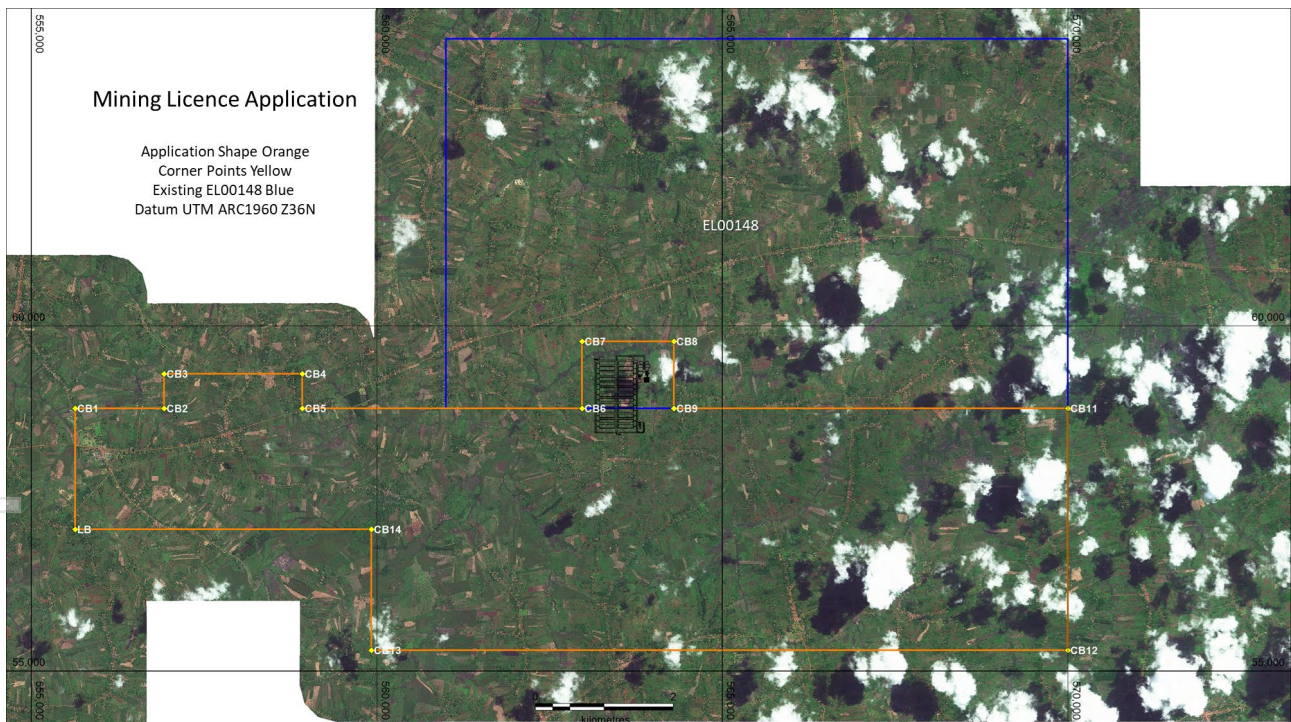 555,000
560,000
565,000
570,000
Mining Licence Application
Application Shape Orange
Corner Points Yellow
Existing EL00148 Blue
Datum UTM ARC1960 Z36N
EL00148
60,000
60,000
CB7
CB8
CB3
CB4
CB1
CB2
CB5
CB6
CB9
CB11
LB
CB14
CB13
CB12
55,000
55,000
555,000
560,000
565,000
570,000
0
2
kilometres